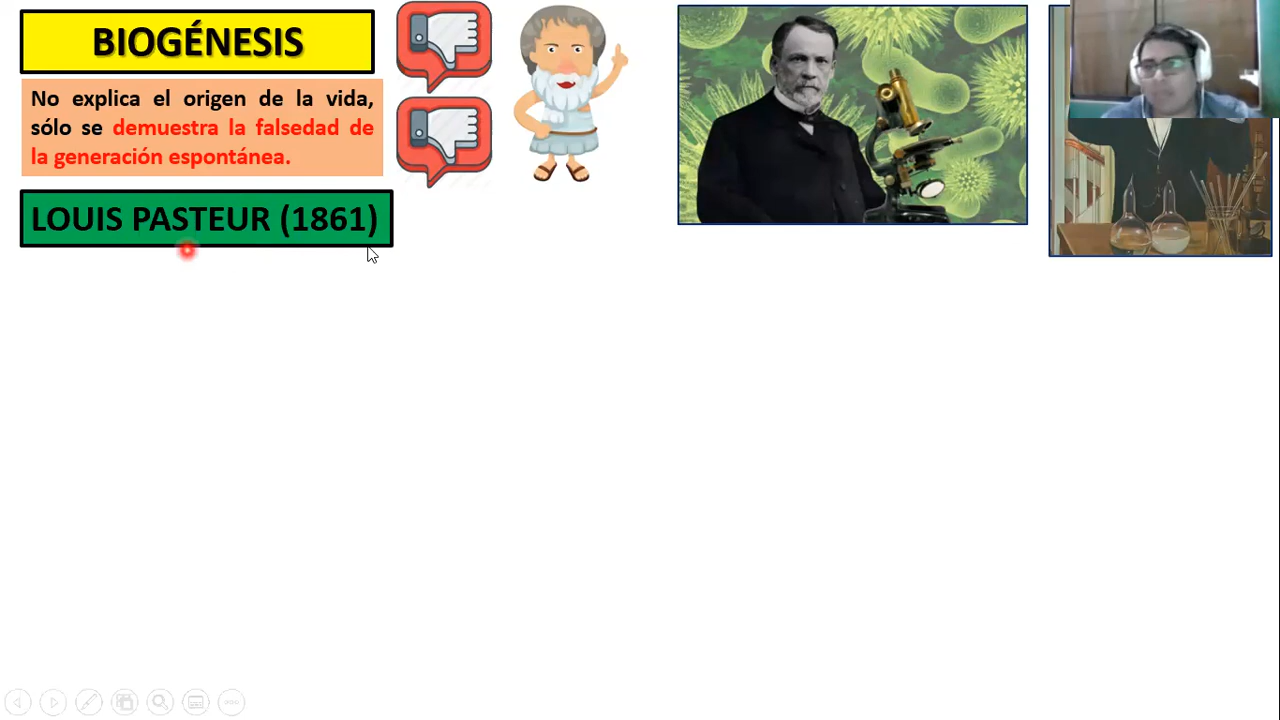 BIOGÉNESIS
No explica el origen de la vida,
sólo se demuestra la falsedad de
la generación espontánea.
LOUIS PASTEUR (1861)